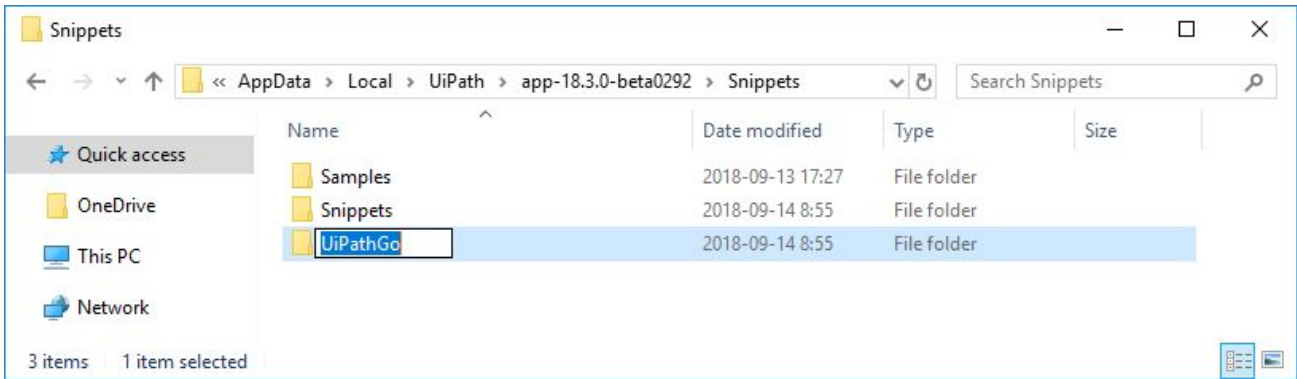 Snippets
« AppData > Local > UiPath > app-18.3.0-beta0292 > Snippets Search Snippets
Name Date modified Type Size
Quick access
OneDrive
This PC
Network
Samples 2018-09-13 17:27 File folder
Snippets 2018-09-14 8:55 File folder
UiPathGo 2018-09-14 8:55 File folder
3 items 1 item selected